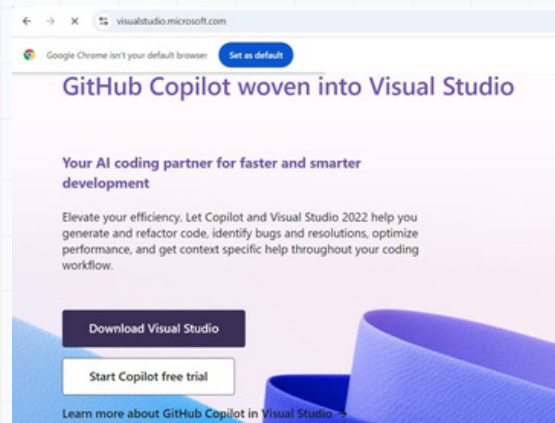 visualstudio.microsoft.com
Google Chrome isn't your default browser Set as default
GitHub Copilot woven into Visual Studio
Your AI coding partner for faster and smarter
development
Elevate your efficiency. Let Copilot and Visual Studio 2022 help you
generate and refactor code, identify bugs and resolutions, optimize
performance, and get context specific help throughout your coding
workflow.
Download Visual Studio
Start Copilot free trial
Learn more about GitHub Copilot in Visual Studio →